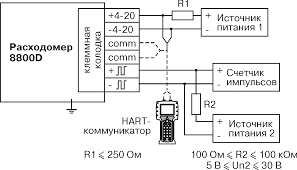 Расходомер
8800D
клеммная
колодка
+4-20
-4-20
comm
comm
+
-
R1
+
-
Источник
питания 1
+
-
Счетчик
импульсов
R2
+
-
Источник
питания 2
HART-
коммуникатор
R1 ⩽ 250 Ом
100 Ом ⩽ R2 ⩽ 100 кОм
5 В ⩽ Uп2 ⩽ 30 В